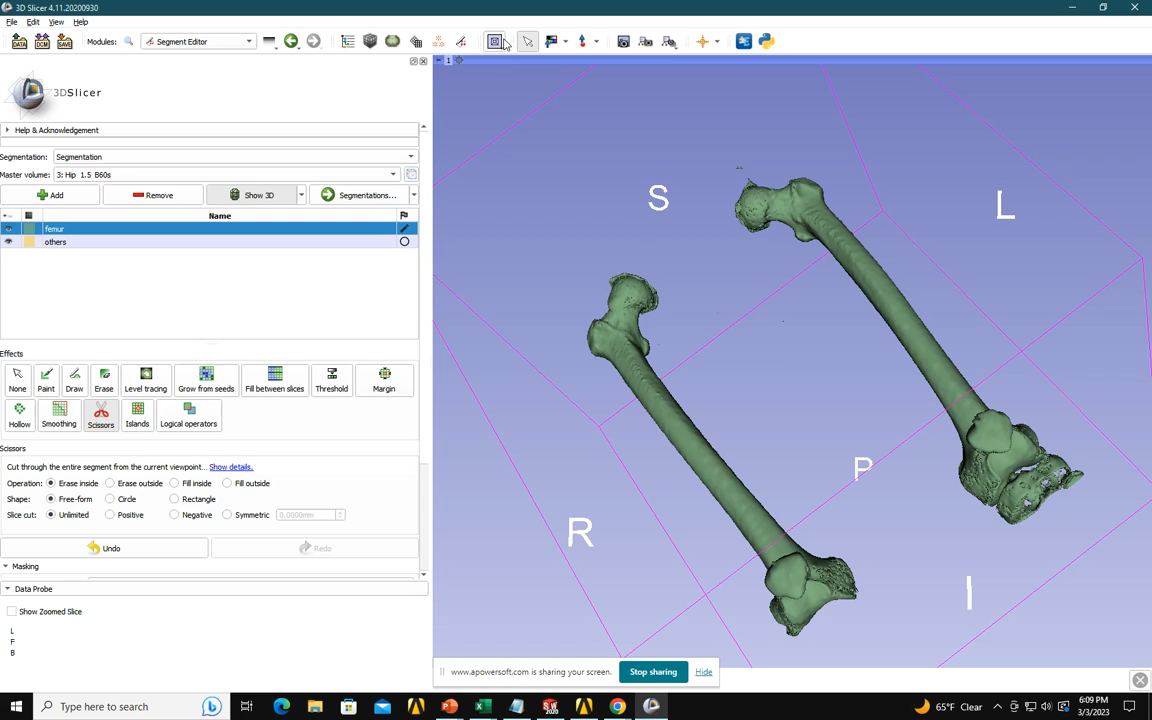 3D Slicer 4.11.20200930
File Edit View Help
DATA DCM SAVE Modules: Segment Editor
1
3DSlicer
Help & Acknowledgement
Segmentation: Segmentation
Master volume: 3: Hip 1.5 B60s
Add Remove Show 3D Segmentations...
Name
femur
others
Effects
None Paint Draw Erase Level tracing Grow from seeds Fill between slices Threshold Margin
Hollow Smoothing Scissors Islands Logical operators
Scissors
Cut through the entire segment from the current viewpoint... Show details.
Operation: Erase inside Erase outside Fill inside Fill outside
Shape: Free-form Circle Rectangle
Slice cut: Unlimited Positive Negative Symmetric 0.0000mm
Undo Redo
Masking
Data Probe
Show Zoomed Slice
L
F
B
S
L
P
R
I
www.apowersoft.com is sharing your screen. Stop sharing Hide
Type here to search
SW
2020
65°F Clear
6:09 PM
3/3/2023